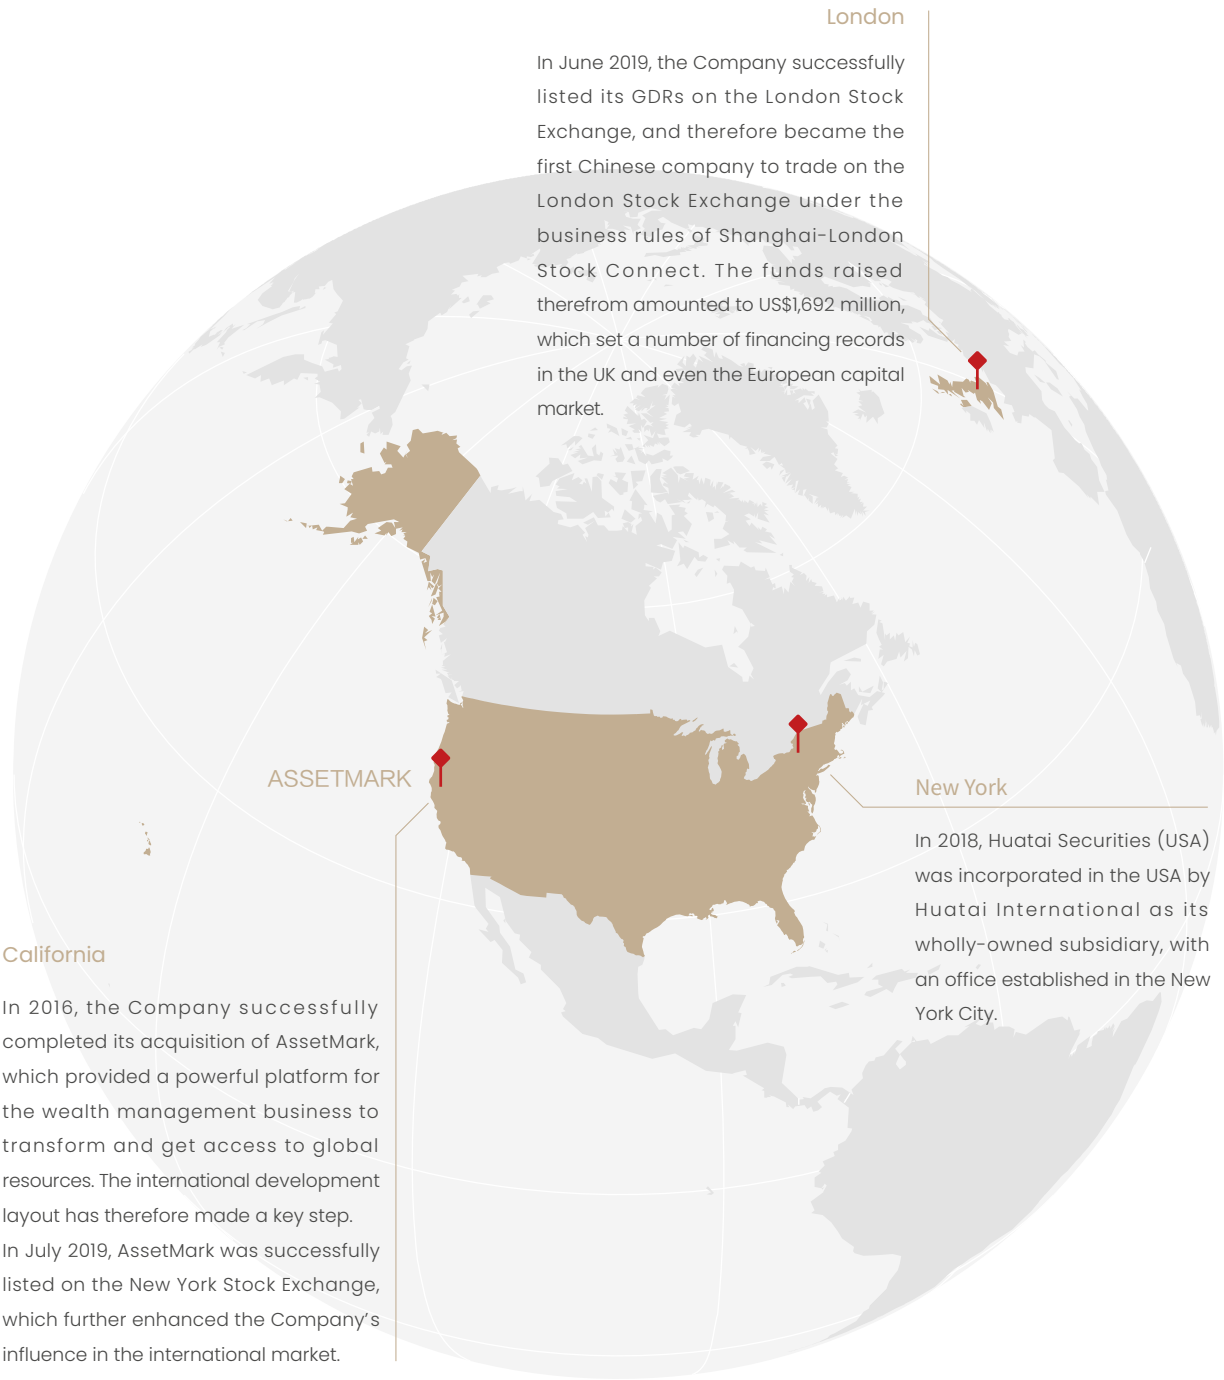 London
In June 2019, the Company successfully
listed its GDRs on the London Stock
Exchange, and therefore became the
first Chinese company to trade on the
London Stock Exchange under the
business rules of Shanghai-London
Stock Connect. The funds raised
therefrom amounted to US$1,692 million,
which set a number of financing records
in the UK and even the European capital
market.
ASSETMARK
New York
In 2018, Huatai Securities (USA)
was incorporated in the USA by
Huatai International as its
wholly-owned subsidiary, with
an office established in the New
York City.
California
In 2016, the Company successfully
completed its acquisition of AssetMark,
which provided a powerful platform for
the wealth management business to
transform and get access to global
resources. The international development
layout has therefore made a key step.
In July 2019, AssetMark was successfully
listed on the New York Stock Exchange,
which further enhanced the Company's
influence in the international market.